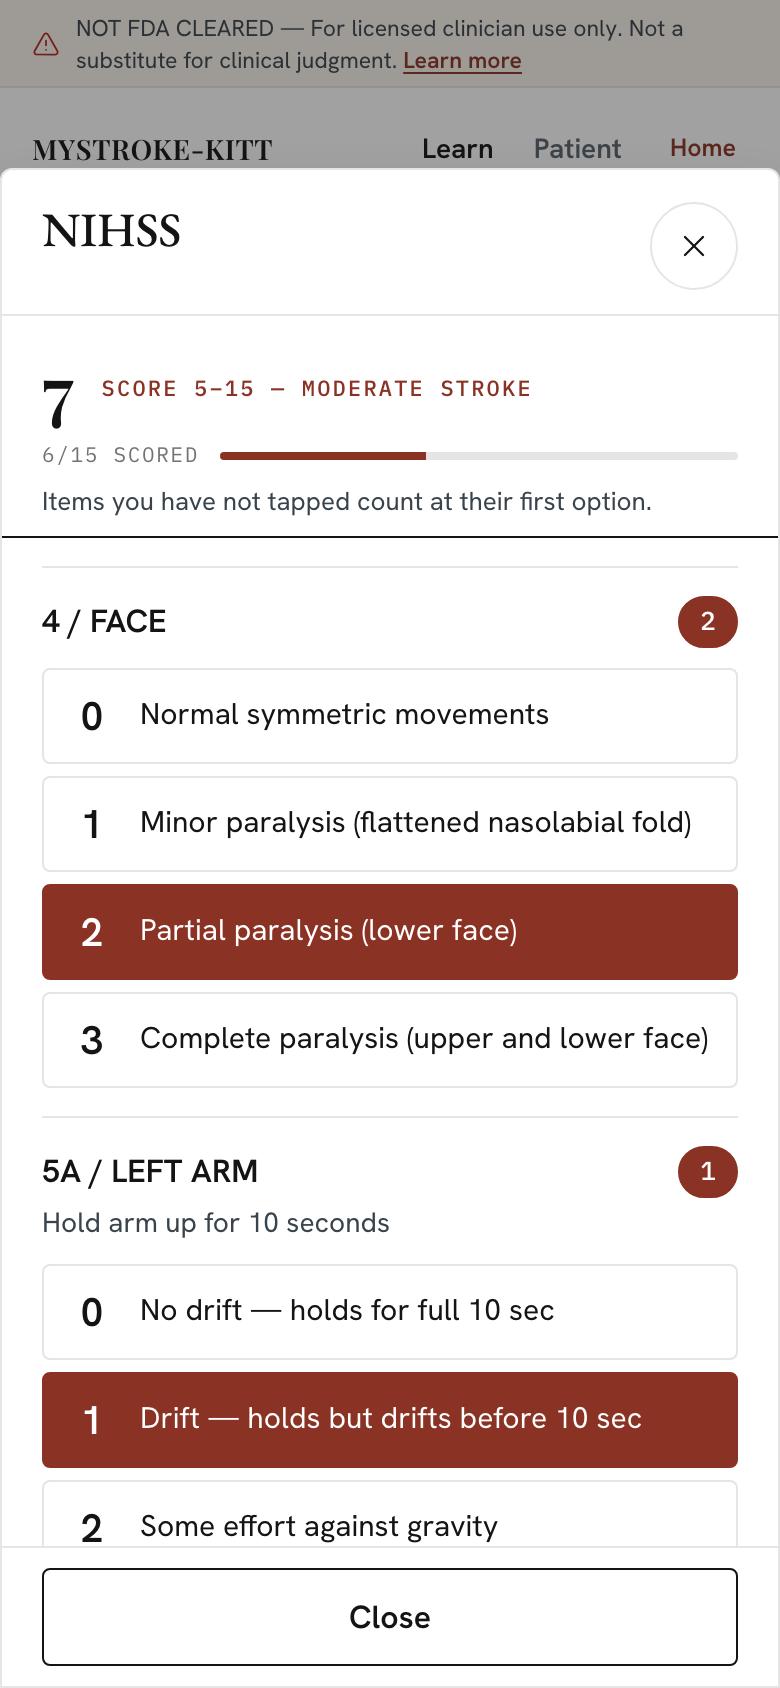 NOT FDA CLEARED — For licensed clinician use only. Not a
substitute for clinical judgment. Learn more
MYSTROKE-KITT Learn Patient Home
NIHSS
7 SCORE 5–15 — MODERATE STROKE
6/15 SCORED
Items you have not tapped count at their first option.
4 / FACE 2
0 Normal symmetric movements
1 Minor paralysis (flattened nasolabial fold)
2 Partial paralysis (lower face)
3 Complete paralysis (upper and lower face)
5A / LEFT ARM 1
Hold arm up for 10 seconds
0 No drift — holds for full 10 sec
1 Drift — holds but drifts before 10 sec
2 Some effort against gravity
Close